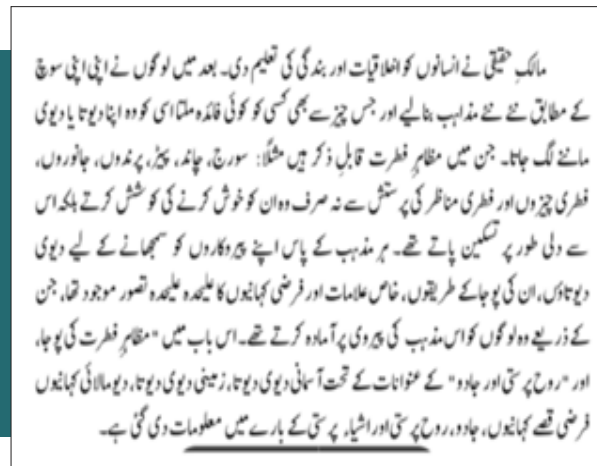 مالکِ حقیقی نے انسانوں کو اخلاقیات اور بندگی کی تعلیم دی۔ بعد میں لوگوں نے اپنی اپنی سوچ
کے مطابق نئے نئے مذاہب بنالیے اور جس چیز سے بھی کسی کو کوئی فائدہ ملتا اسی کو وہ اپنا دیوتا یا دیوی
ماننے لگ جاتا۔ جن میں مظاہرِ فطرت قابلِ ذکر ہیں مثلاً: سورج، چاند، پیڑ، پرندوں، جانوروں،
فطری چیزوں اور فطری مناظر کی پرستش سے نہ صرف وہ ان کو خوش کرنے کی کوشش کرتے بلکہ اس
سے دلی طور پر تسکین پاتے تھے۔ ہر مذہب کے پاس اپنے پیروکاروں کو سمجھانے کے لیے دیوی
دیوتاؤں، ان کی پوجا کے طریقوں، خاص علامات اور فرضی کہانیوں کا علیحدہ علیحدہ تصور موجود تھا، جن
کے ذریعے وہ لوگوں کو اس مذہب کی پیروی پر آمادہ کرتے تھے۔ اس باب میں "مظاہرِ فطرت کی پوجا،
اور "روح پرستی اور جادو" کے عنوانات کے تحت آسمانی دیوی دیوتا، زمینی دیوی دیوتا، دیومالائی کہانیوں
فرضی قصے کہانیوں، جادو، روح پرستی اور اشیاء پرستی کے بارے میں معلومات دی گئی ہے۔